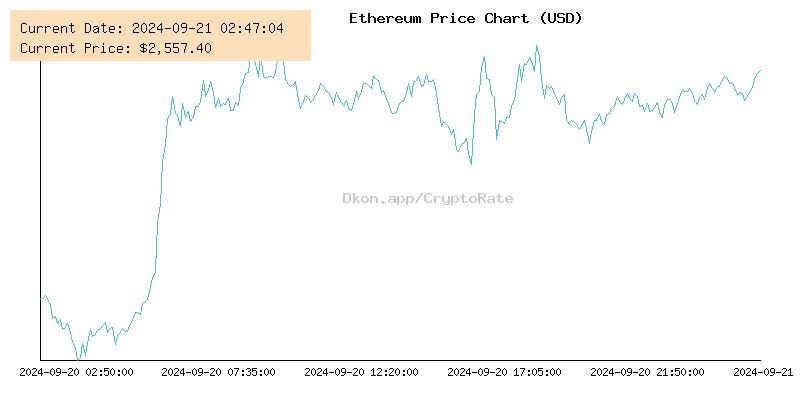 Ethereum Price Chart (USD)
Current Date: 2024-09-21 02:47:04
Current Price: $2,557.40
Dkon.app/CryptoRate
2024-09-20 02:50:00 2024-09-20 07:35:00 2024-09-20 12:20:00 2024-09-20 17:05:00 2024-09-20 21:50:00 2024-09-21